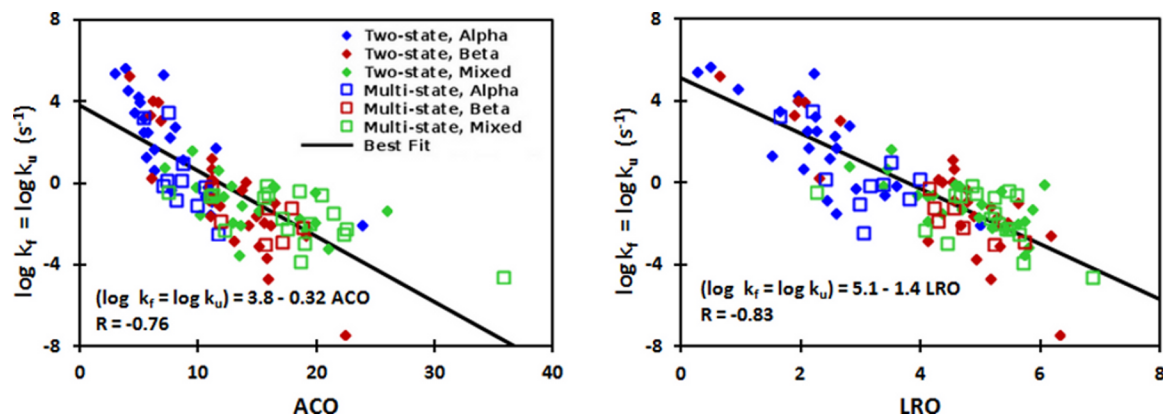 8
4
0
-4
-8
log k_f = log k_u (s⁻¹)
Two-state, Alpha
Two-state, Beta
Two-state, Mixed
Multi-state, Alpha
Multi-state, Beta
Multi-state, Mixed
Best Fit
(log k_f = log k_u) = 3.8 - 0.32 ACO
R = -0.76
0 10 20 30 40
ACO
8
4
0
-4
-8
log k_f = log k_u (s⁻¹)
(log k_f = log k_u) = 5.1 - 1.4 LRO
R = -0.83
0 2 4 6 8
LRO